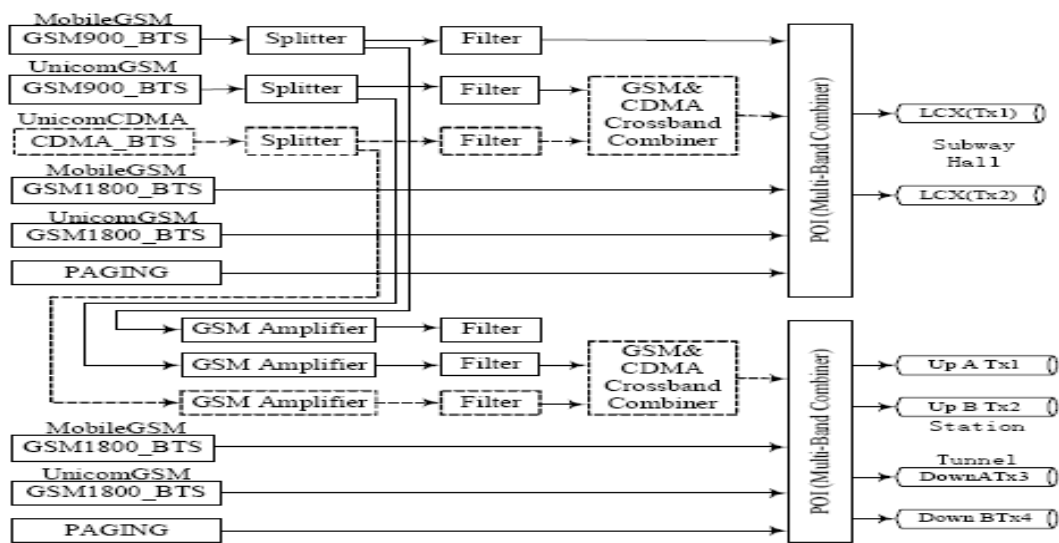 MobileGSM
GSM900_BTS
Splitter
Filter
UnicomGSM
GSM900_BTS
Splitter
Filter
GSM&
CDMA
Crossband
Combiner
UnicomCDMA
CDMA_BTS
Splitter
Filter
MobileGSM
GSM1800_BTS
UnicomGSM
GSM1800_BTS
PAGING
POI (Multi-Band Combiner)
LCX(Tx1)
Subway
Hall
LCX(Tx2)
GSM Amplifier
Filter
GSM Amplifier
Filter
GSM&
CDMA
Crossband
Combiner
GSM Amplifier
Filter
MobileGSM
GSM1800_BTS
UnicomGSM
GSM1800_BTS
PAGING
POI (Multi-Band Combiner)
Up A Tx1
Up B Tx2
Station
Tunnel
DownATx3
Down BTx4